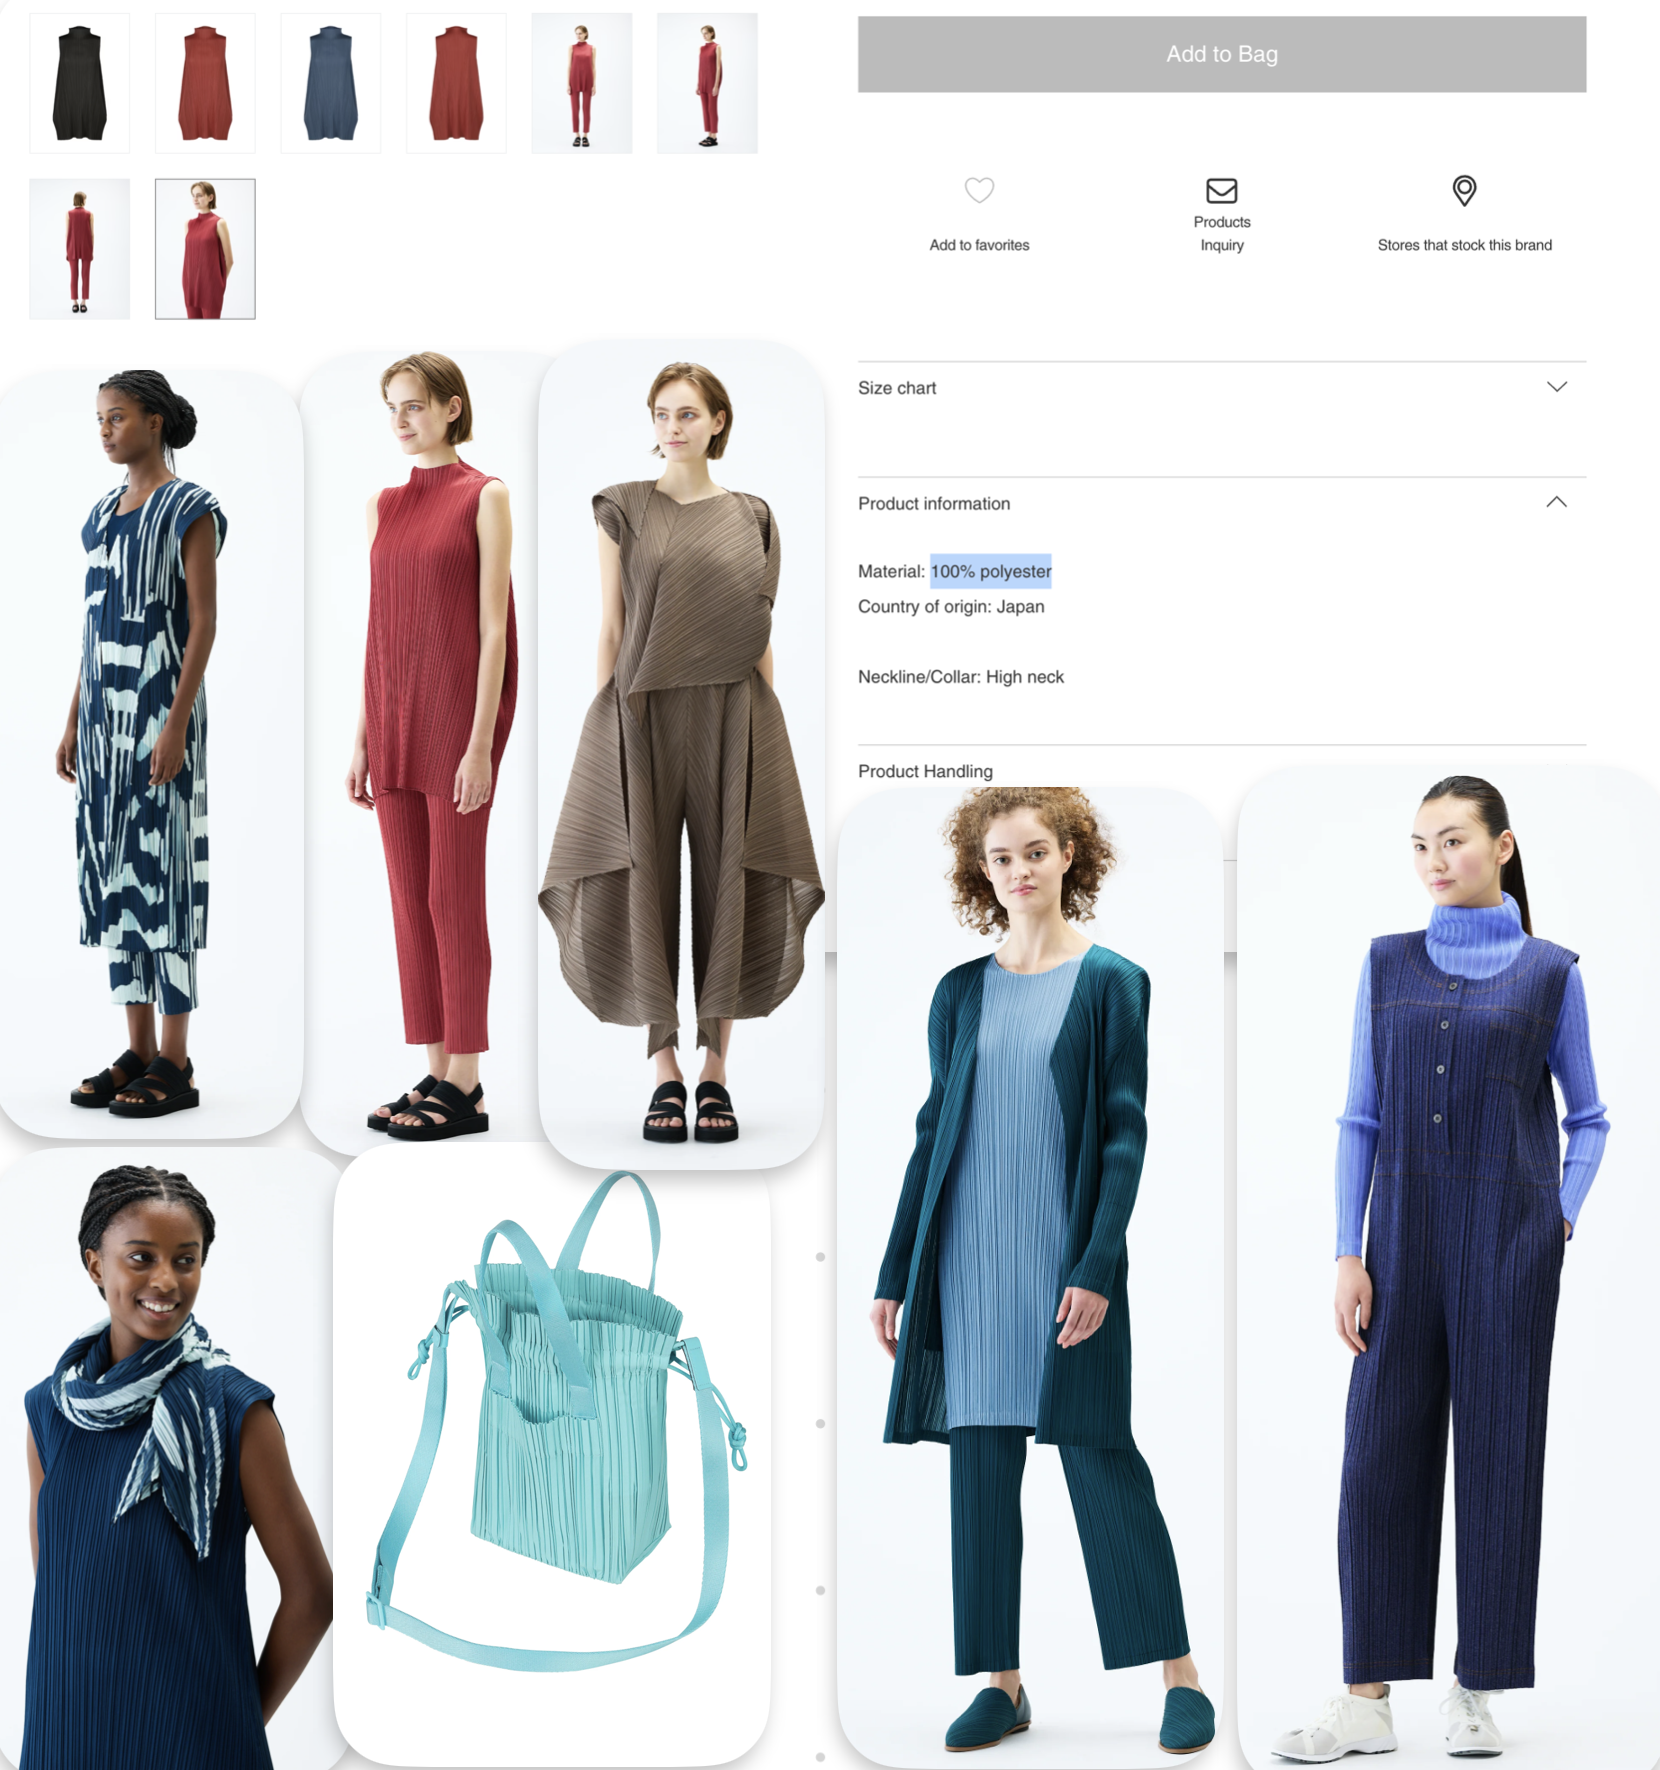 Add to Bag
Add to favorites
Products
Inquiry
Stores that stock this brand
Size chart
Product information
Material: 100% polyester
Country of origin: Japan
Neckline/Collar: High neck
Product Handling